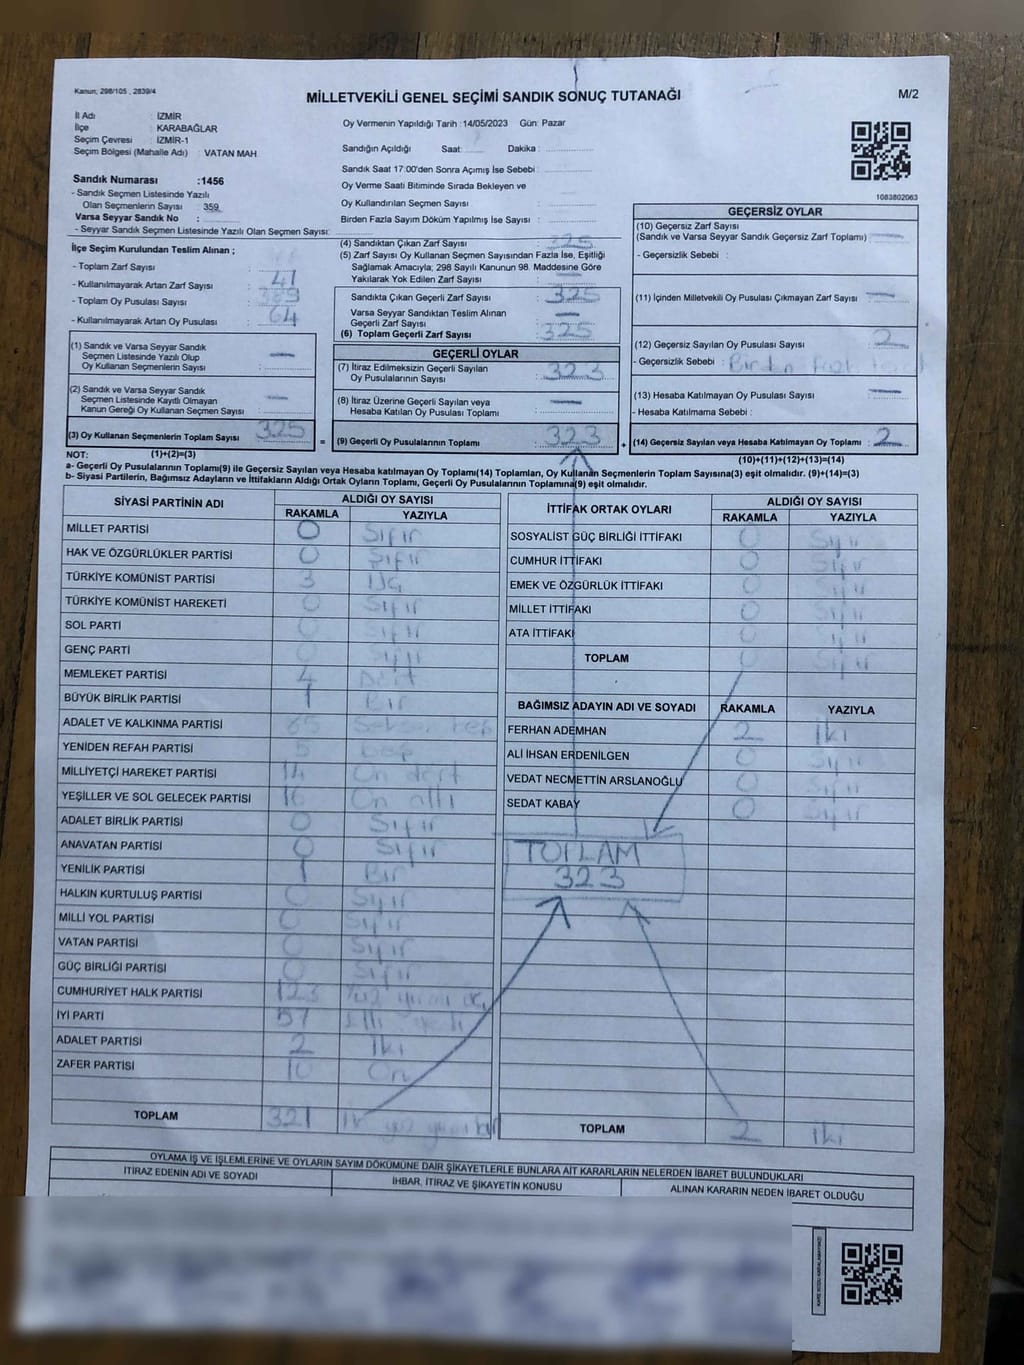 Kanun; 298/105 , 2839/4
MİLLETVEKİLİ GENEL SEÇİMİ SANDIK SONUÇ TUTANAĞI
M/2
İl Adı : İZMİR
İlçe : KARABAĞLAR
Seçim Çevresi : İZMİR-1
Seçim Bölgesi (Mahalle Adı) : VATAN MAH
Oy Vermenin Yapıldığı Tarih :14/05/2023 Gün: Pazar
Sandığın Açıldığı Saat: Dakika :
Sandık Saat 17:00'den Sonra Açımış İse Sebebi :
Oy Verme Saati Bitiminde Sırada Bekleyen ve
Oy Kullandırılan Seçmen Sayısı :
Birden Fazla Sayım Döküm Yapılmış İse Sayısı :
Sandık Numarası :1456
- Sandık Seçmen Listesinde Yazılı
Olan Seçmenlerin Sayısı 359
Varsa Seyyar Sandık No :
- Seyyar Sandık Seçmen Listesinde Yazılı Olan Seçmen Sayısı:
1083802063
İlçe Seçim Kurulundan Teslim Alınan ;
- Toplam Zarf Sayısı :
- Kullanılmayarak Artan Zarf Sayısı : 41
- Toplam Oy Pusulası Sayısı :
- Kullanılmayarak Artan Oy Pusulası : 64
(1) Sandık ve Varsa Seyyar Sandık
Seçmen Listesinde Yazılı Olup
Oy Kullanan Seçmenlerin Sayısı : —
(2) Sandık ve Varsa Seyyar Sandık
Seçmen Listesinde Kayıtlı Olmayan
Kanun Gereği Oy Kullanan Seçmen Sayısı : —
(3) Oy Kullanan Seçmenlerin Toplam Sayısı : 325
(1)+(2)=(3)
(4) Sandıktan Çıkan Zarf Sayısı : 325
(5) Zarf Sayısı Oy Kullanan Seçmen Sayısından Fazla İse, Eşitliği
Sağlamak Amacıyla; 298 Sayılı Kanunun 98. Maddesine Göre
Yakılarak Yok Edilen Zarf Sayısı : —
Sandıkta Çıkan Geçerli Zarf Sayısı : 325
Varsa Seyyar Sandıktan Teslim Alınan
Geçerli Zarf Sayısı : —
(6) Toplam Geçerli Zarf Sayısı : 325
GEÇERLİ OYLAR
(7) İtiraz Edilmeksizin Geçerli Sayılan
Oy Pusulalarının Sayısı : 323
(8) İtiraz Üzerine Geçerli Sayılan veya
Hesaba Katılan Oy Pusulası Toplamı : —
= (9) Geçerli Oy Pusulalarının Toplamı : 323 +
GEÇERSİZ OYLAR
(10) Geçersiz Zarf Sayısı
(Sandık ve Varsa Seyyar Sandık Geçersiz Zarf Toplamı) : —
- Geçersizlik Sebebi :
(11) İçinden Milletvekili Oy Pusulası Çıkmayan Zarf Sayısı : —
(12) Geçersiz Sayılan Oy Pusulası Sayısı : 2
- Geçersizlik Sebebi : Birden
(13) Hesaba Katılmayan Oy Pusulası Sayısı : —
- Hesaba Katılmama Sebebi :
(14) Geçersiz Sayılan veya Hesaba Katılmayan Oy Toplamı : 2
(10)+(11)+(12)+(13)=(14)
NOT:
a- Geçerli Oy Pusulalarının Toplamı(9) ile Geçersiz Sayılan veya Hesaba katılmayan Oy Toplamı(14) Toplamları, Oy Kullanan Seçmenlerin Toplam Sayısına(3) eşit olmalıdır. (9)+(14)=(3)
b- Siyasi Partilerin, Bağımsız Adayların ve İttifakların Aldığı Ortak Oyların Toplamı, Geçerli Oy Pusulalarının Toplamına(9) eşit olmalıdır.
SİYASİ PARTİNİN ADI ALDIĞI OY SAYISI
RAKAMLA YAZIYLA
MİLLET PARTİSİ 0 Sıfır
HAK VE ÖZGÜRLÜKLER PARTİSİ 0 Sıfır
TÜRKİYE KOMÜNİST PARTİSİ 3 Üç
TÜRKİYE KOMÜNİST HAREKETİ 0 Sıfır
SOL PARTİ 0 Sıfır
GENÇ PARTİ 0 Sıfır
MEMLEKET PARTİSİ 4 Dört
BÜYÜK BİRLİK PARTİSİ 1 Bir
ADALET VE KALKINMA PARTİSİ
YENİDEN REFAH PARTİSİ 5 beş
MİLLİYETÇİ HAREKET PARTİSİ 14 On dört
YEŞİLLER VE SOL GELECEK PARTİSİ 16 On altı
ADALET BİRLİK PARTİSİ 0 Sıfır
ANAVATAN PARTİSİ 0 Sıfır
YENİLİK PARTİSİ 1 Bir
HALKIN KURTULUŞ PARTİSİ 0 Sıfır
MİLLİ YOL PARTİSİ 0 Sıfır
VATAN PARTİSİ 0 Sıfır
GÜÇ BİRLİĞİ PARTİSİ 0 Sıfır
CUMHURİYET HALK PARTİSİ 123 Yüz yirmi
İYİ PARTİ 57 Elli yedi
ADALET PARTİSİ 2 İki
ZAFER PARTİSİ 10 On
TOPLAM 321
İTTİFAK ORTAK OYLARI ALDIĞI OY SAYISI
RAKAMLA YAZIYLA
SOSYALİST GÜÇ BİRLİĞİ İTTİFAKI 0 Sıfır
CUMHUR İTTİFAKI 0 Sıfır
EMEK VE ÖZGÜRLÜK İTTİFAKI 0 Sıfır
MİLLET İTTİFAKI 0 Sıfır
ATA İTTİFAKI 0 Sıfır
TOPLAM 0 Sıfır
BAĞIMSIZ ADAYIN ADI VE SOYADI RAKAMLA YAZIYLA
FERHAN ADEMHAN 2 İki
ALİ İHSAN ERDENİLGEN 0 Sıfır
VEDAT NECMETTİN ARSLANOĞLU 0 Sıfır
SEDAT KABAY 0 Sıfır
TOPLAM
323
TOPLAM 2 İki
OYLAMA İŞ VE İŞLEMLERİNE VE OYLARIN SAYIM DÖKÜMÜNE DAİR ŞİKAYETLERLE BUNLARA AİT KARARLARIN NELERDEN İBARET BULUNDUKLARI
İTİRAZ EDENİN ADI VE SOYADI İHBAR, İTİRAZ VE ŞİKAYETİN KONUSU ALINAN KARARIN NEDEN İBARET OLDUĞU